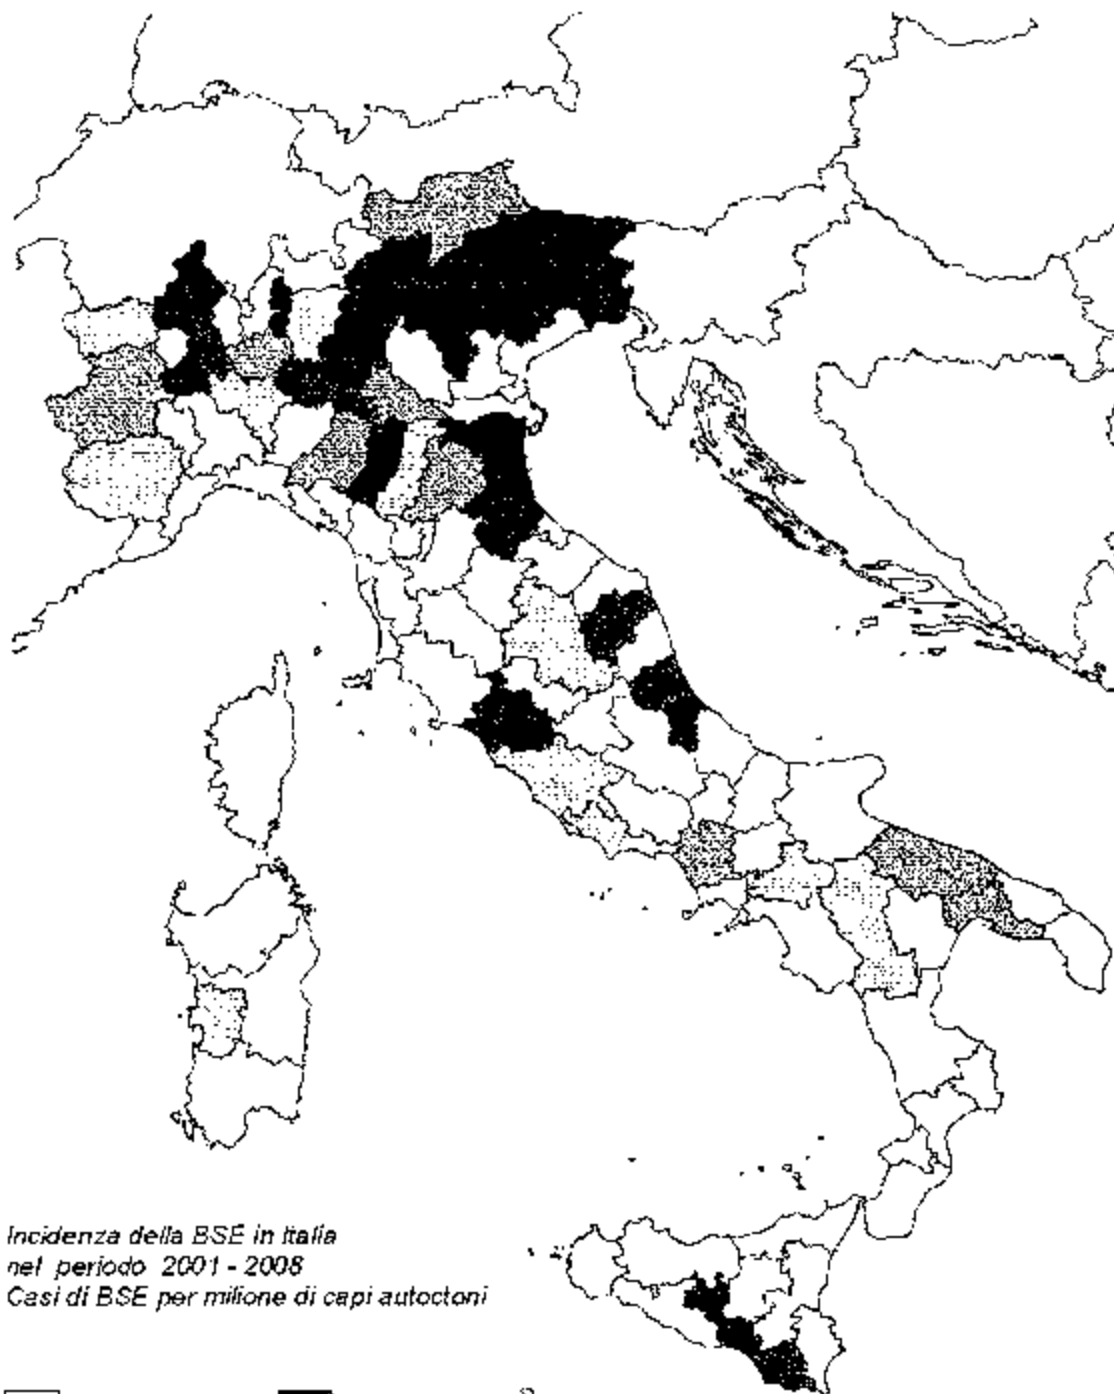 Incidenza della BSE in Italia
nel periodo 2001 - 2008
Casi di BSE per milione di capi autoctoni